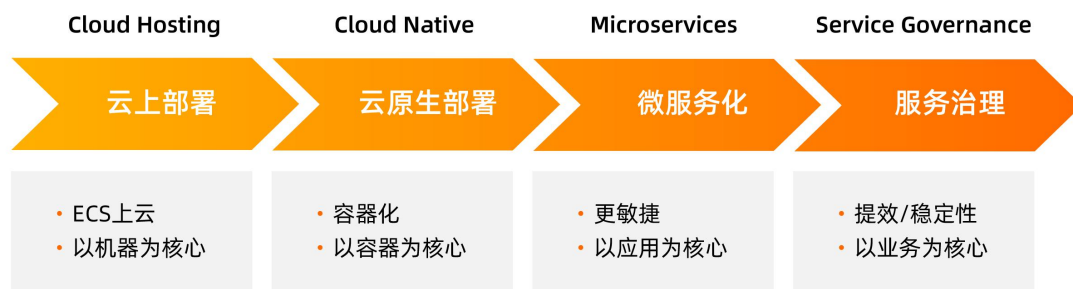 Cloud Hosting
Cloud Native
Microservices
Service Governance
云上部署
云原生部署
微服务化
服务治理
• ECS上云
• 以机器为核心
• 容器化
• 以容器为核心
• 更敏捷
• 以应用为核心
• 提效/稳定性
• 以业务为核心